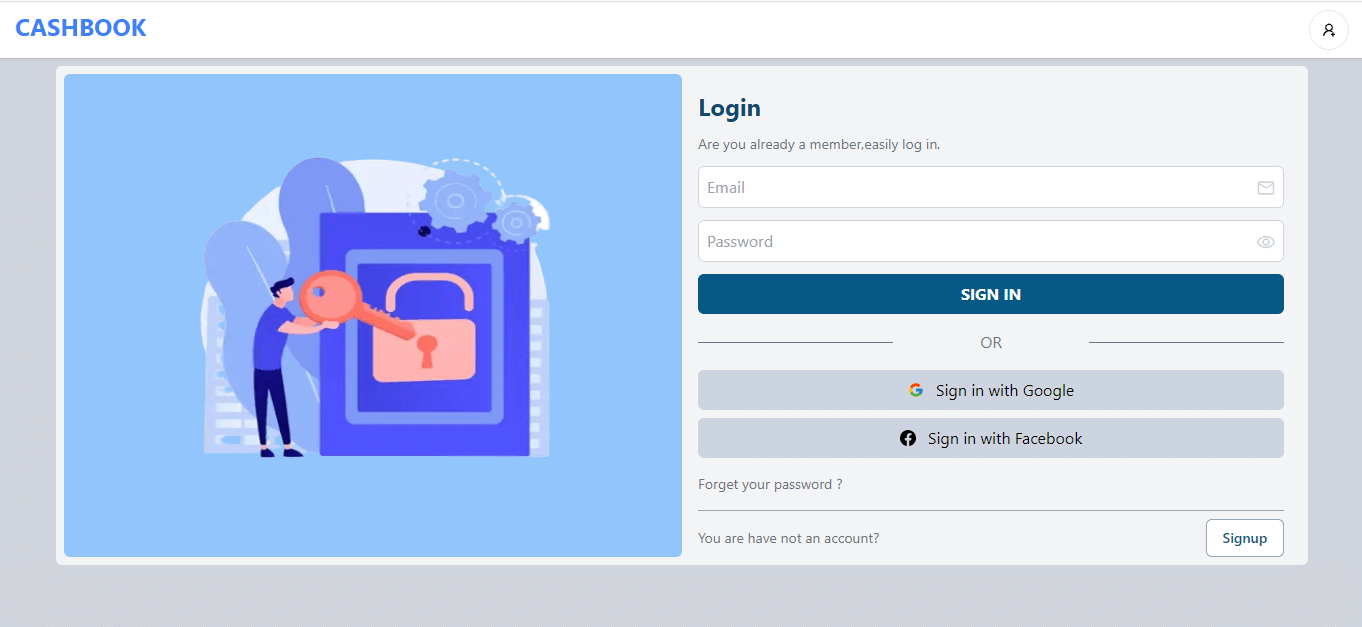 CASHBOOK
Login
Are you already a member,easily log in.
Email
Password
SIGN IN
OR
Sign in with Google
Sign in with Facebook
Forget your password ?
You are have not an account?
Signup